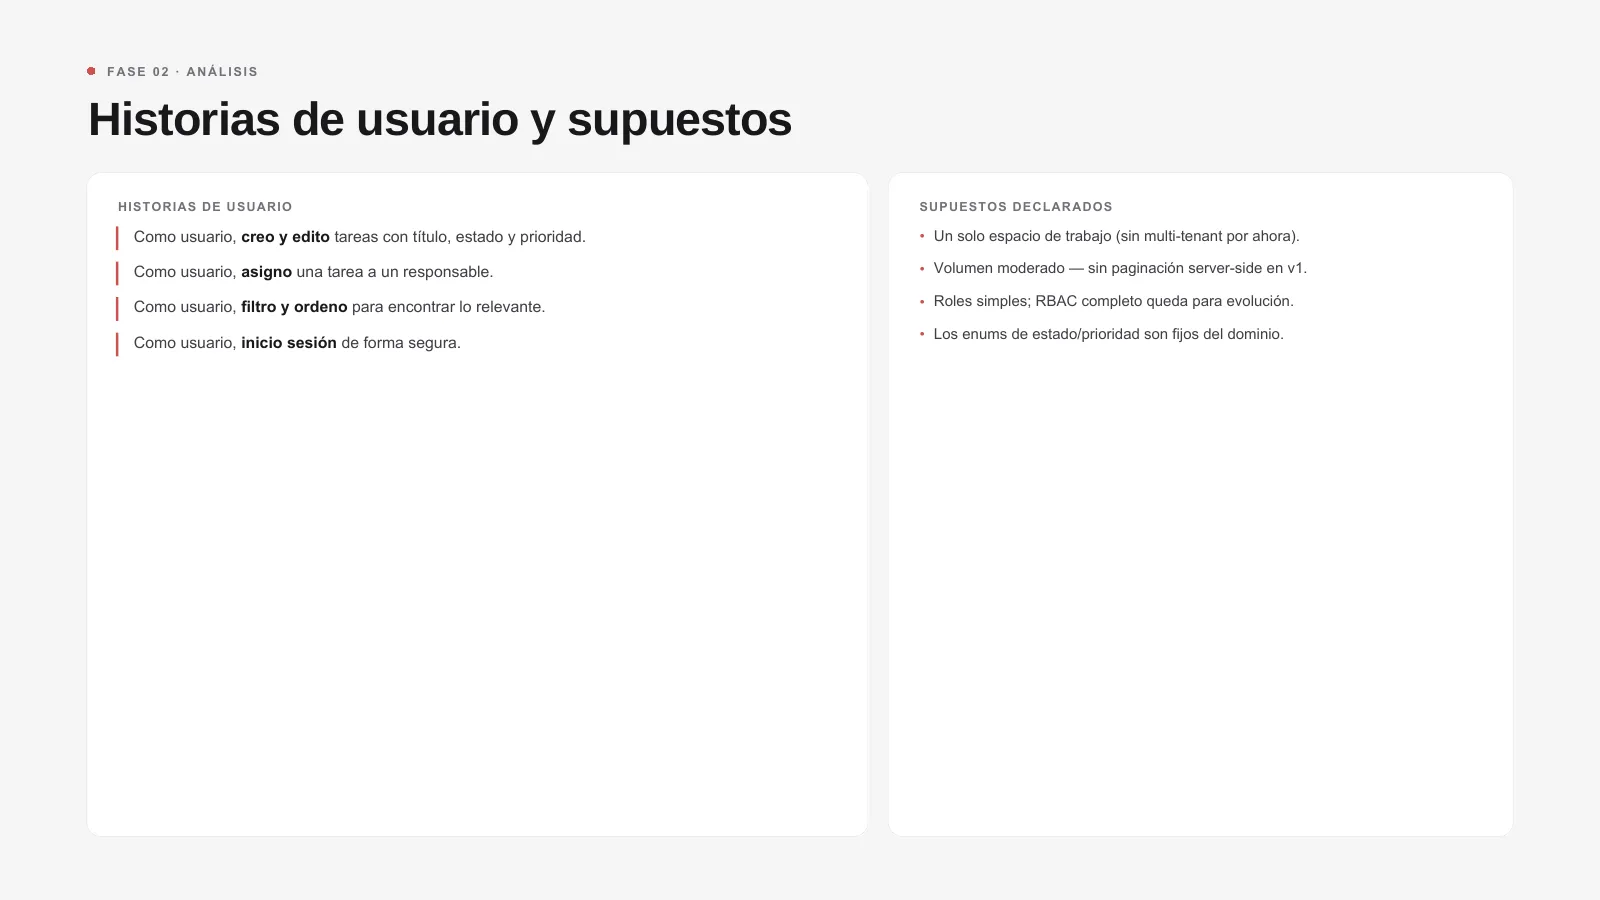 FASE 02 · ANÁLISIS
Historias de usuario y supuestos
HISTORIAS DE USUARIO
Como usuario, creo y edito tareas con título, estado y prioridad.
Como usuario, asigno una tarea a un responsable.
Como usuario, filtro y ordeno para encontrar lo relevante.
Como usuario, inicio sesión de forma segura.
SUPUESTOS DECLARADOS
• Un solo espacio de trabajo (sin multi-tenant por ahora).
• Volumen moderado — sin paginación server-side en v1.
• Roles simples; RBAC completo queda para evolución.
• Los enums de estado/prioridad son fijos del dominio.